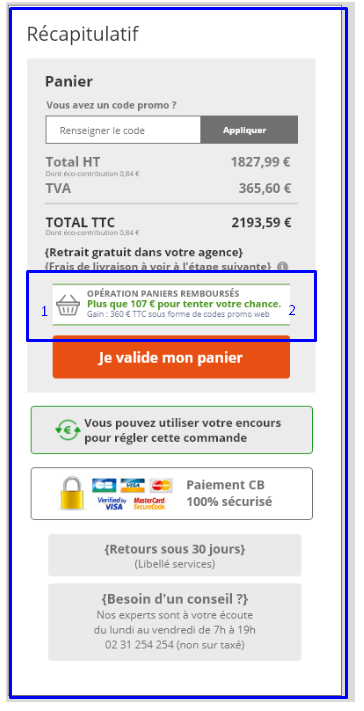 Récapitulatif
Panier
Vous avez un code promo ?
Renseigner le code Appliquer
Total HT 1827,99 €
Dont éco-contribution 0,84 €
TVA 365,60 €
TOTAL TTC 2193,59 €
Dont éco-contribution 0,84 €
{Retrait gratuit dans votre agence}
{Frais de livraison à voir à l'étape suivante} i
OPÉRATION PANIERS REMBOURSÉS
1 Plus que 107 € pour tenter votre chance. 2
Gain : 360 € TTC sous forme de codes promo web
Je valide mon panier
Vous pouvez utiliser votre encours
pour régler cette commande
€
CB VISA MasterCard
Verified by VISA MasterCard SecureCode
Paiement CB
100% sécurisé
{Retours sous 30 jours}
(Libellé services)
{Besoin d'un conseil ?}
Nos experts sont à votre écoute
du lundi au vendredi de 7h à 19h
02 31 254 254 (non sur taxé)